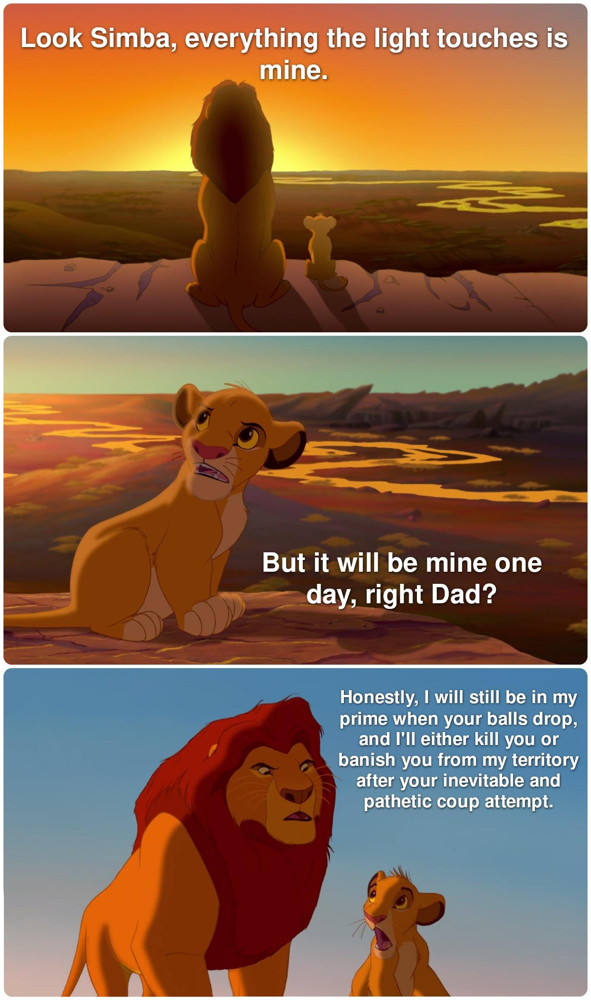 Look Simba, everything the light touches is
mine.
But it will be mine one
day, right Dad?
Honestly, I will still be in my
prime when your balls drop,
and I'll either kill you or
banish you from my territory
after your inevitable and
pathetic coup attempt.